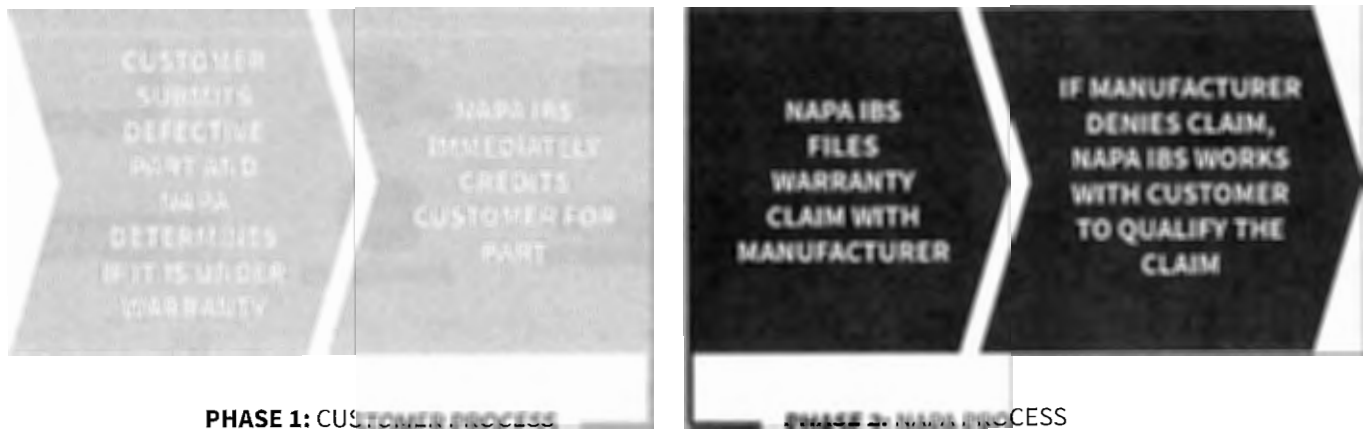 CUSTOMER
SUBMITS
DEFECTIVE
PART AND
NAPA
DETERMINES
IF IT IS UNDER
WARRANTY
NAPA IBS
IMMEDIATELY
CREDITS
CUSTOMER FOR
PART
NAPA IBS
FILES
WARRANTY
CLAIM WITH
MANUFACTURER
IF MANUFACTURER
DENIES CLAIM,
NAPA IBS WORKS
WITH CUSTOMER
TO QUALIFY THE
CLAIM
PHASE 1: CUSTOMER PROCESS
PHASE 2: NAPA PROCESS